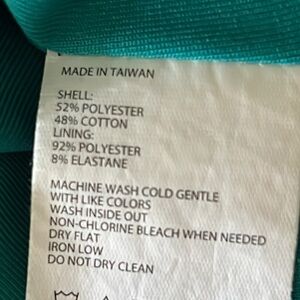 MADE IN TAIWAN
SHELL:
52% POLYESTER
48% COTTON
LINING:
92% POLYESTER
8% ELASTANE
MACHINE WASH COLD GENTLE
WITH LIKE COLORS
WASH INSIDE OUT
NON-CHLORINE BLEACH WHEN NEEDED
DRY FLAT
IRON LOW
DO NOT DRY CLEAN